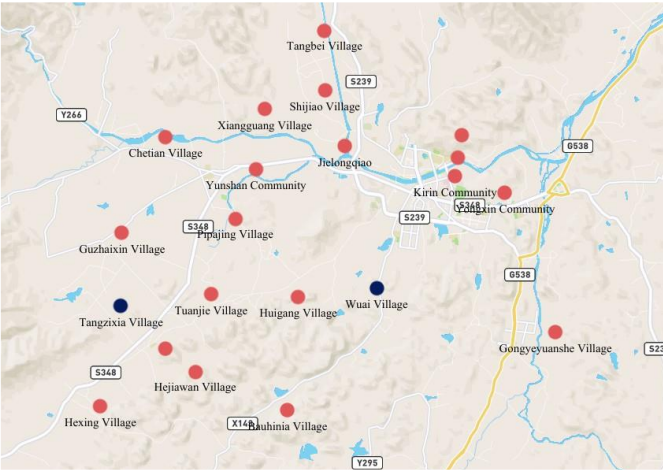 Tangbei Village
S239
Shijiao Village
Y266
Xiangguang Village
G538
Chetian Village
Jielongqiao
Yunshan Community
Kirin Community
S348
Yongxin Community
S239
S348
Pipajing Village
Guzhaixin Village
G538
Wuai Village
Tuanjie Village
Huigang Village
Tangzixia Village
Gongyeyuanshe Village
S23
S348
Hejiawan Village
Hexing Village
X14
Bauhinia Village
Y295